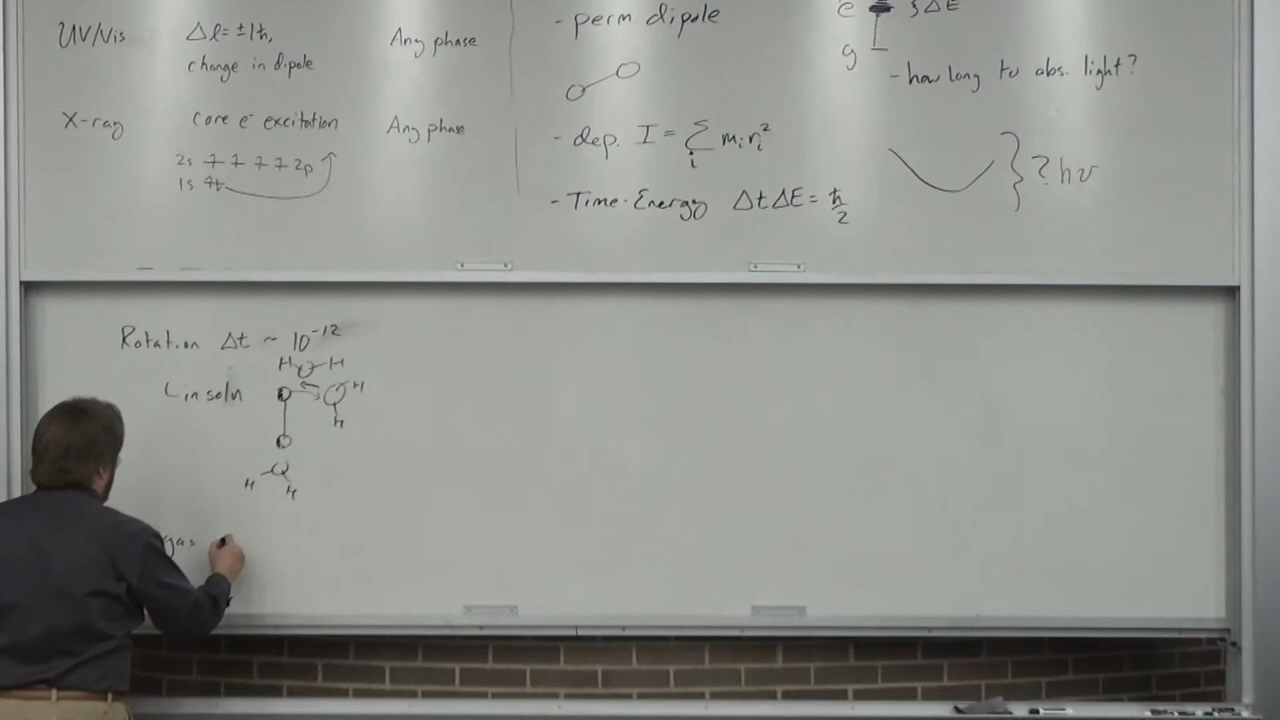 UV/Vis Δl= ±1ħ, Any phase
change in dipole
X-ray core e⁻ excitation Any phase
2s 2p
1s
- perm dipole
- dep. I = Σ mᵢrᵢ²
i
- Time-Energy ΔtΔE= ħ/2
e } ΔE
g
- how long to abs. light?
} ? hν
Rotation Δt ~ 10⁻¹²
H O H
in soln O H
H
O
H H
gas